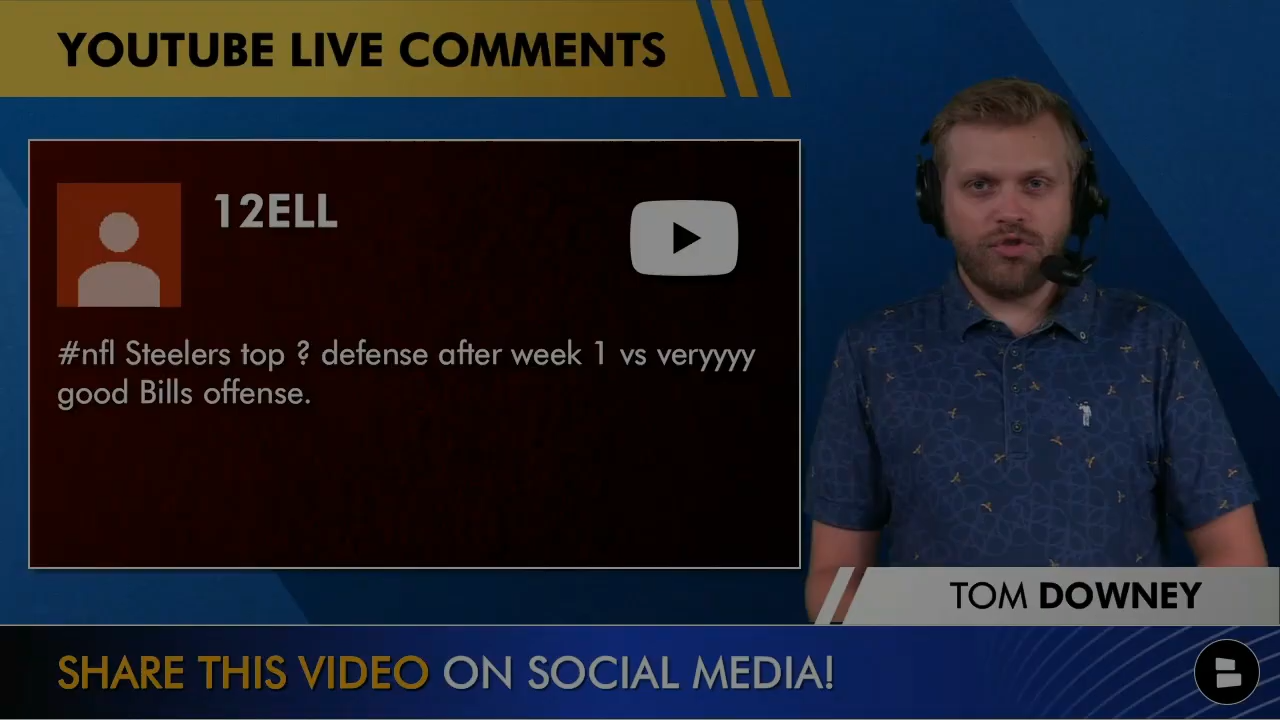 YOUTUBE LIVE COMMENTS
12ELL
#nfl Steelers top ? defense after week 1 vs veryyyy
good Bills offense.
TOM DOWNEY
SHARE THIS VIDEO ON SOCIAL MEDIA!